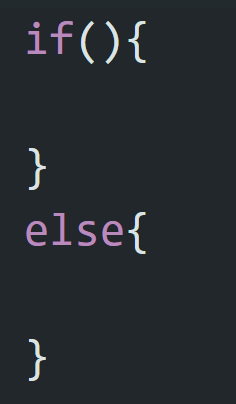 if(){
}
else{
}